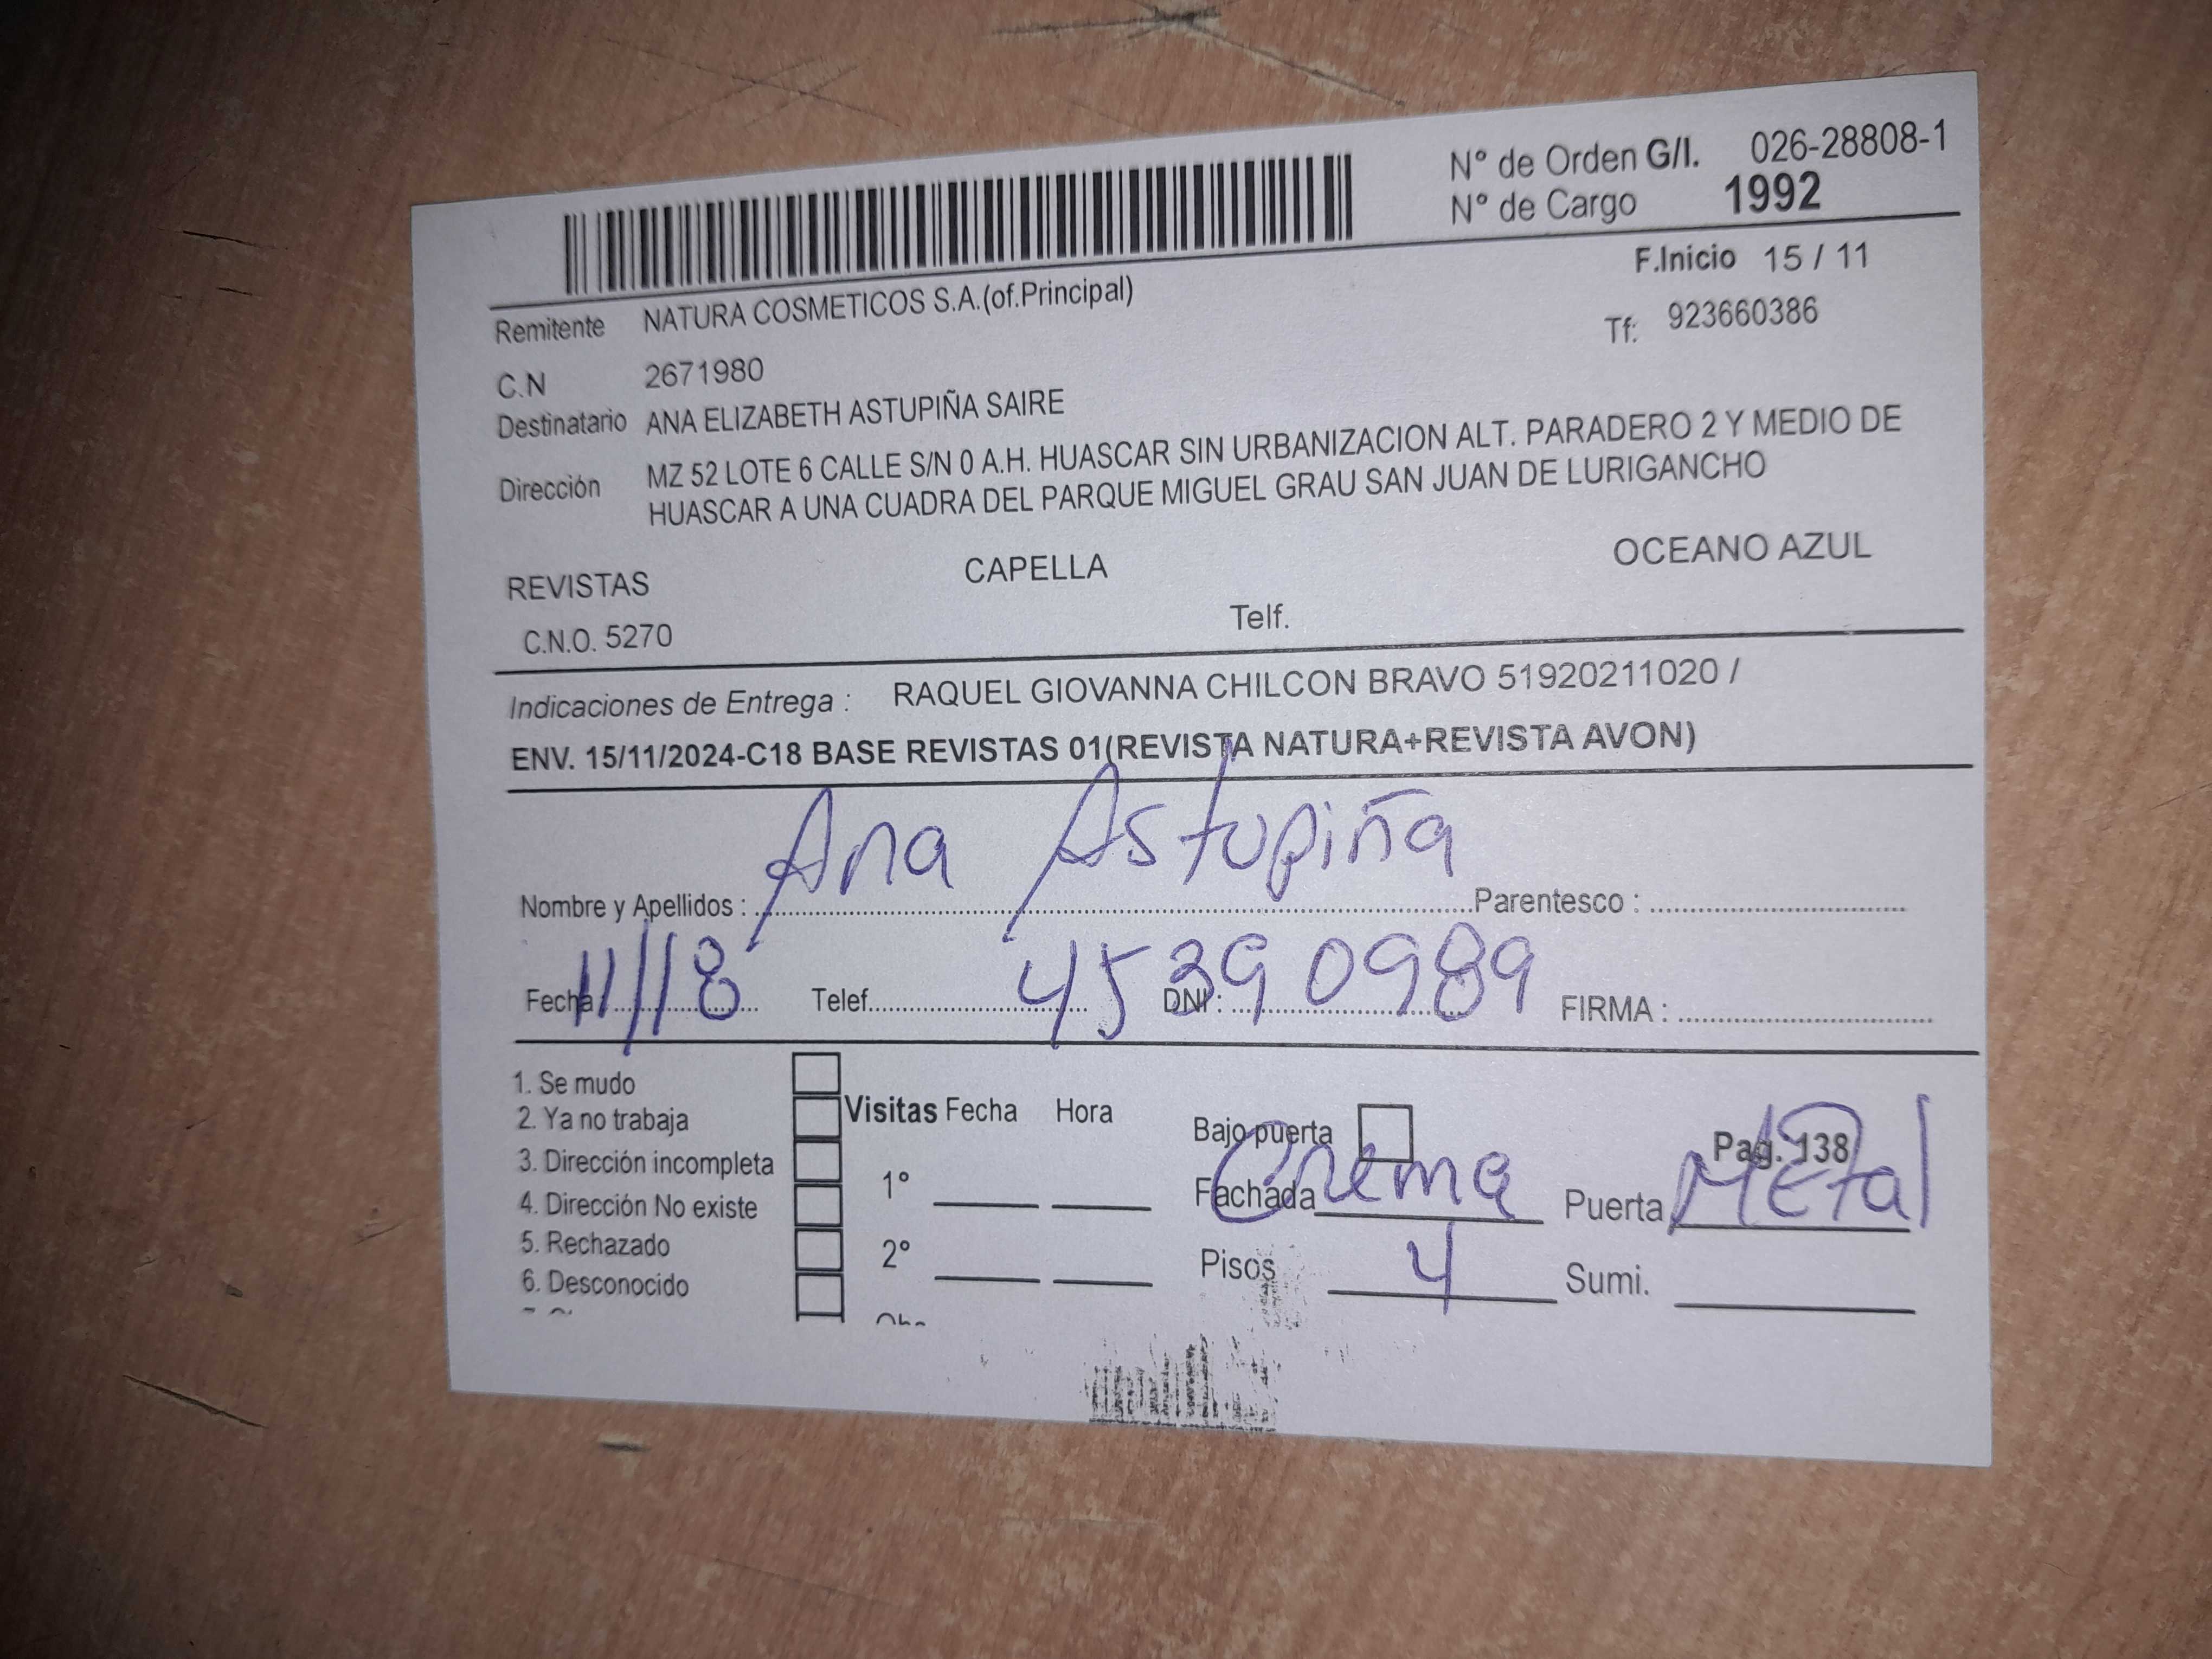 N° de Orden G/I. 026-28808-1
N° de Cargo 1992
F.Inicio 15 / 11
Remitente NATURA COSMETICOS S.A.(of.Principal)
Tf: 923660386
C.N 2671980
Destinatario ANA ELIZABETH ASTUPIÑA SAIRE
Dirección MZ 52 LOTE 6 CALLE S/N 0 A.H. HUASCAR SIN URBANIZACION ALT. PARADERO 2 Y MEDIO DE
HUASCAR A UNA CUADRA DEL PARQUE MIGUEL GRAU SAN JUAN DE LURIGANCHO
REVISTAS CAPELLA OCEANO AZUL
C.N.O. 5270 Telf.
Indicaciones de Entrega : RAQUEL GIOVANNA CHILCON BRAVO 51920211020 /
ENV. 15/11/2024-C18 BASE REVISTAS 01(REVISTA NATURA+REVISTA AVON)
Nombre y Apellidos : Ana Astupiña Parentesco :
Fecha 11/18 Telef. DNI : 45390989 FIRMA :
1. Se mudo
2. Ya no trabaja
3. Dirección incompleta
4. Dirección No existe
5. Rechazado
6. Desconocido
Visitas Fecha Hora
1°
2°
Bajo puerta Pag. 138
Fachada Crema Puerta Metal
Pisos 4 Sumi.